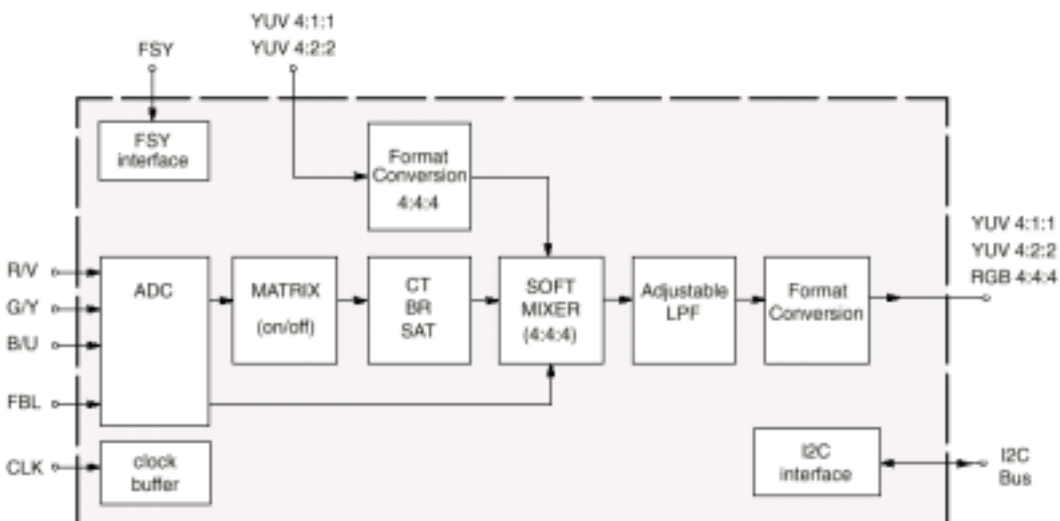 YUV 4:1:1
FSY
YUV 4:2:2
FSY
interface
Format
Conversion
4:4:4
YUV 4:1:1
YUV 4:2:2
RGB 4:4:4
R/V
G/Y
B/U
FBL
CLK
ADC
MATRIX
(on/off)
CT
BR
SAT
SOFT
MIXER
(4:4:4)
Adjustable
LPF
Format
Conversion
clock
buffer
I2C
interface
I2C
Bus